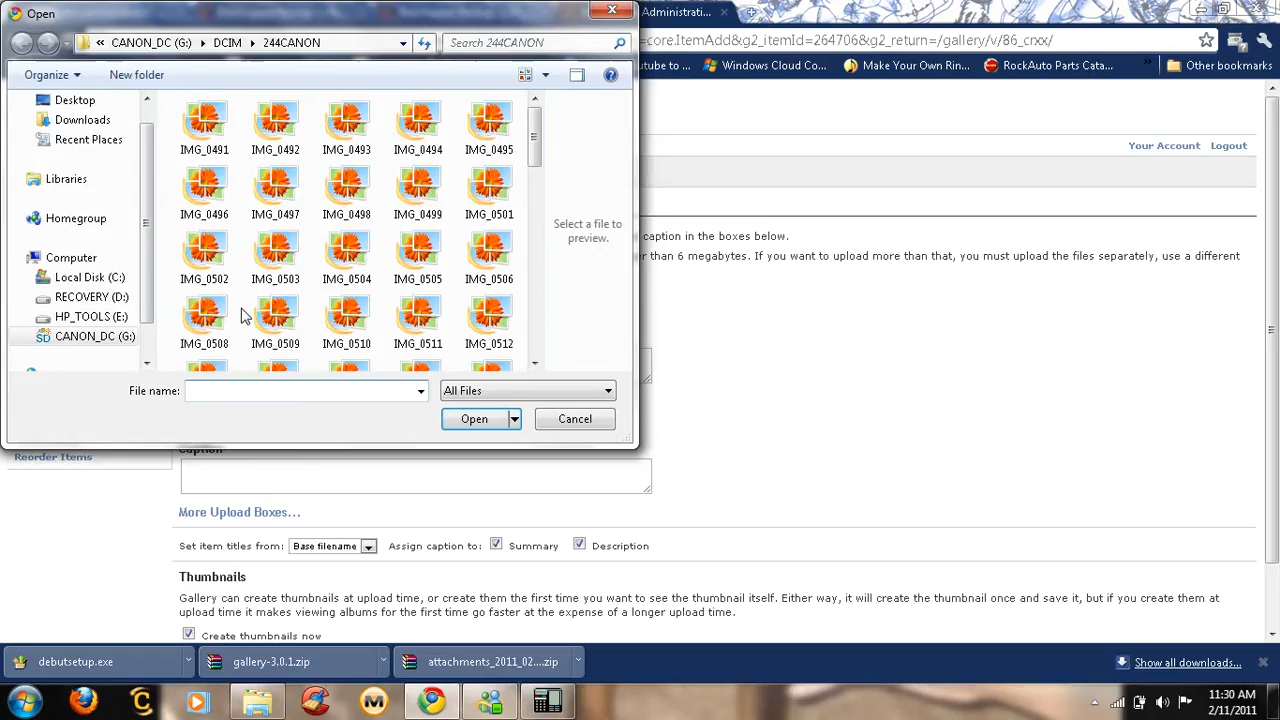 Open
Administrati...
CANON_DC (G:) DCIM 244CANON
Search 244CANON
=core.ItemAdd&g2_itemId=264706&g2_return=/gallery/v/86_crxx/
Organize New folder
utube to ... Windows Cloud Co... Make Your Own Rin... RockAuto Parts Cata... » Other bookmarks
Desktop
Downloads
Recent Places
Libraries
Homegroup
Computer
Local Disk (C:)
RECOVERY (D:)
HP_TOOLS (E:)
CANON_DC (G:)
IMG_0491 IMG_0492 IMG_0493 IMG_0494 IMG_0495
IMG_0496 IMG_0497 IMG_0498 IMG_0499 IMG_0501
IMG_0502 IMG_0503 IMG_0504 IMG_0505 IMG_0506
IMG_0508 IMG_0509 IMG_0510 IMG_0511 IMG_0512
Select a file to
preview.
File name:
All Files
Open Cancel
Your Account Logout
caption in the boxes below.
her than 6 megabytes. If you want to upload more than that, you must upload the files separately, use a different
Reorder Items
Caption
More Upload Boxes...
Set item titles from: Base filename Assign caption to: Summary Description
Thumbnails
Gallery can create thumbnails at upload time, or create them the first time you want to see the thumbnail itself. Either way, it will create the thumbnail once and save it, but if you create them at
upload time it makes viewing albums for the first time go faster at the expense of a longer upload time.
Create thumbnails now
debutsetup.exe gallery-3.0.1.zip attachments_2011_02....zip Show all downloads...
11:30 AM
2/11/2011